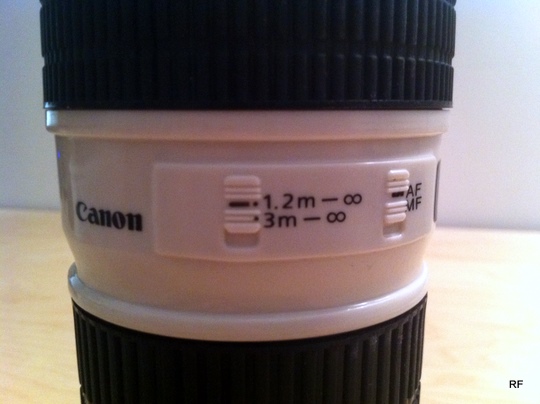 Canon
1.2m – ∞
3m – ∞
AF
MF
RF